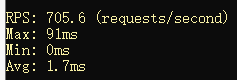 RPS: 705.6 (requests/second)
Max: 91ms
Min: 0ms
Avg: 1.7ms